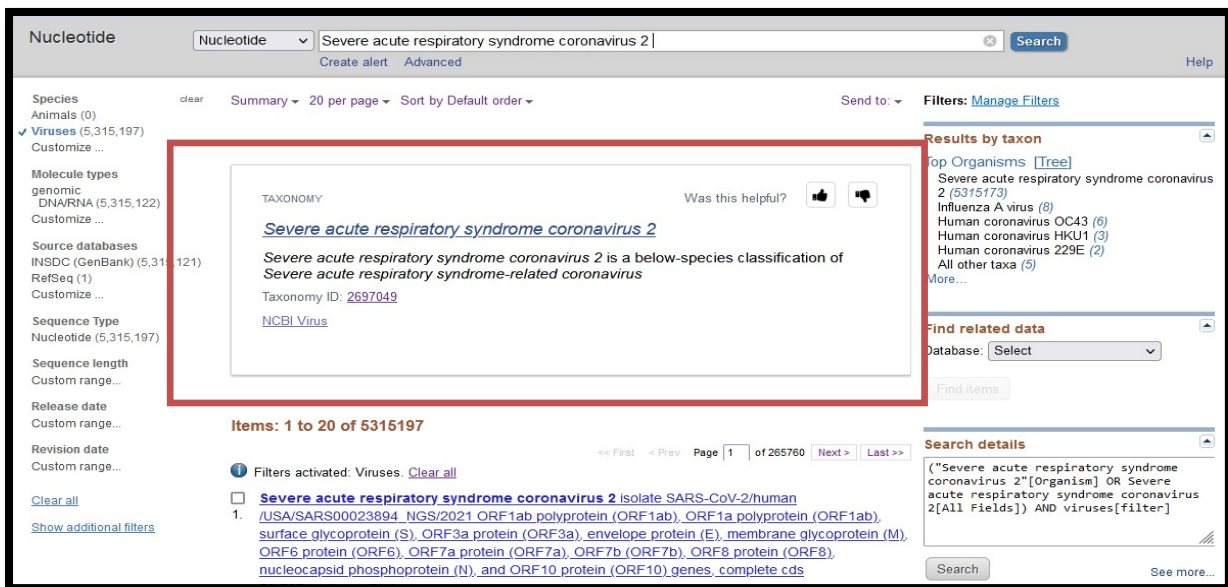 Nucleotide
Nucleotide
Severe acute respiratory syndrome coronavirus 2
Search
Create alert Advanced
Help
Species
clear
Animals (0)
Viruses (5,315,197)
Customize ...
Molecule types
genomic
DNA/RNA (5,315,122)
Customize ...
Source databases
INSDC (GenBank) (5,315,121)
RefSeq (1)
Customize ...
Sequence Type
Nucleotide (5,315,197)
Sequence length
Custom range...
Release date
Custom range...
Revision date
Custom range...
Clear all
Show additional filters
Summary 20 per page Sort by Default order
Send to:
TAXONOMY
Was this helpful?
Severe acute respiratory syndrome coronavirus 2
Severe acute respiratory syndrome coronavirus 2 is a below-species classification of
Severe acute respiratory syndrome-related coronavirus
Taxonomy ID: 2697049
NCBI Virus
Items: 1 to 20 of 5315197
<< First < Prev Page 1 of 265760 Next > Last >>
Filters activated: Viruses. Clear all
Severe acute respiratory syndrome coronavirus 2 isolate SARS-CoV-2/human
1. /USA/SARS00023894_NGS/2021 ORF1ab polyprotein (ORF1ab), ORF1a polyprotein (ORF1ab),
surface glycoprotein (S), ORF3a protein (ORF3a), envelope protein (E), membrane glycoprotein (M),
ORF6 protein (ORF6), ORF7a protein (ORF7a), ORF7b (ORF7b), ORF8 protein (ORF8),
nucleocapsid phosphoprotein (N), and ORF10 protein (ORF10) genes, complete cds
Filters: Manage Filters
Results by taxon
Top Organisms [Tree]
Severe acute respiratory syndrome coronavirus
2 (5315173)
Influenza A virus (8)
Human coronavirus OC43 (6)
Human coronavirus HKU1 (3)
Human coronavirus 229E (2)
All other taxa (5)
More...
Find related data
Database: Select
Find items
Search details
("Severe acute respiratory syndrome
coronavirus 2"[Organism] OR Severe
acute respiratory syndrome coronavirus
2[All Fields]) AND viruses[filter]
Search
See more...